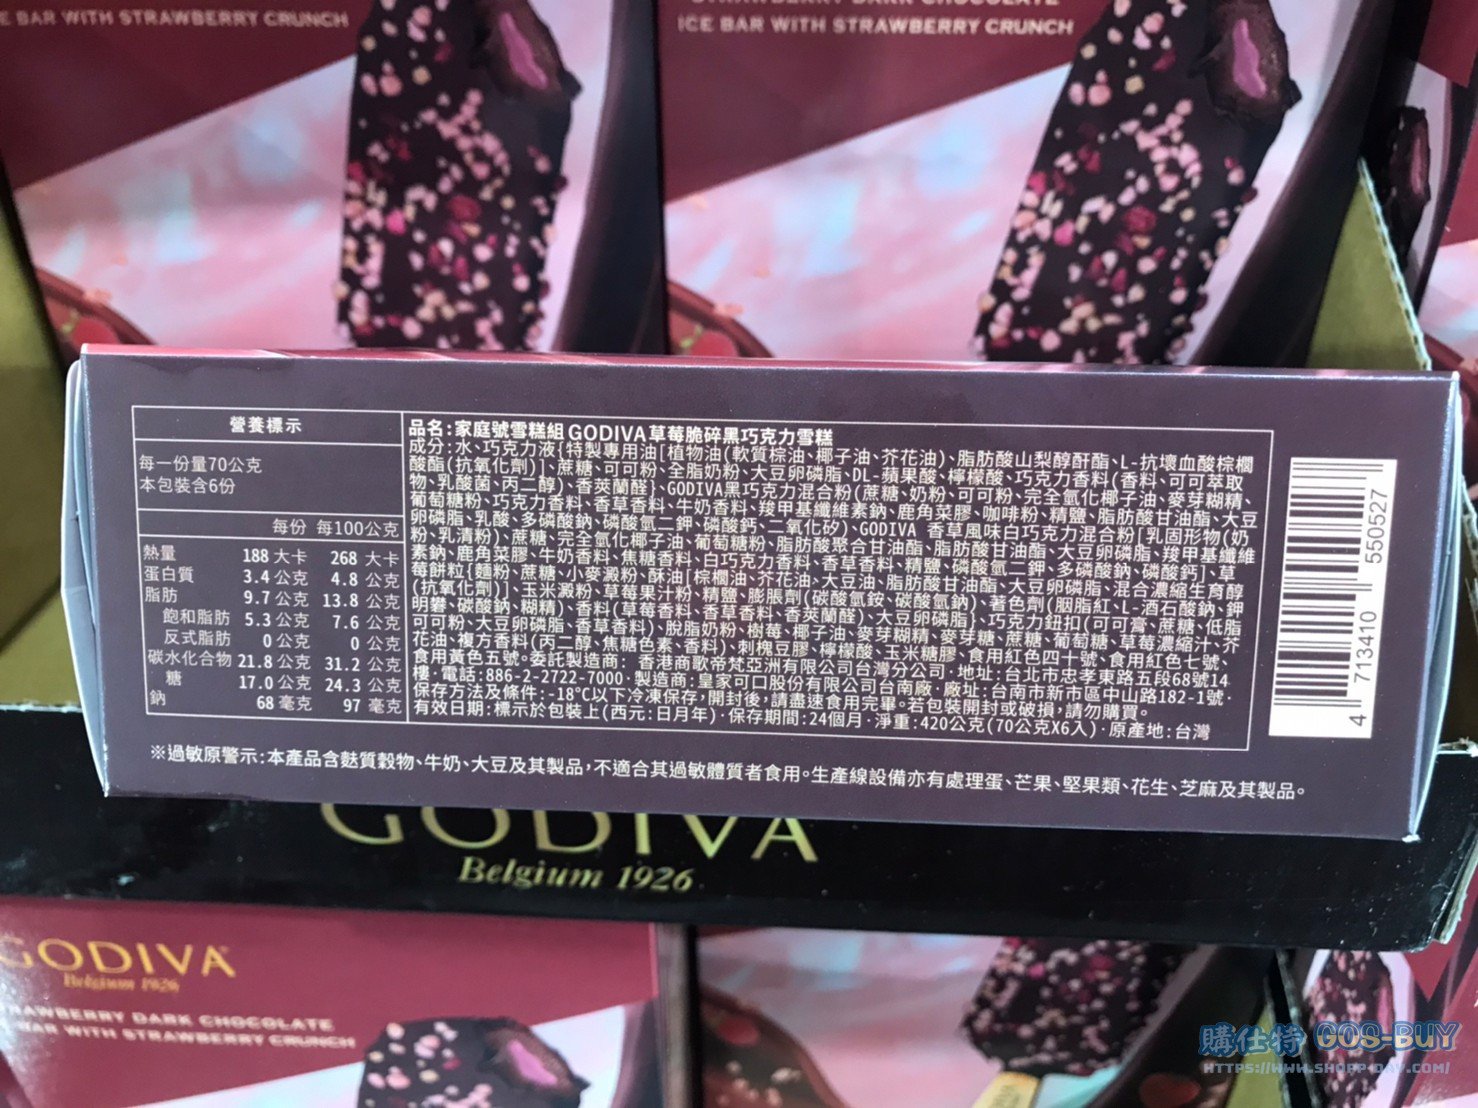 E BAR WITH STRAWBERRY CRUNCH
ICE BAR WITH STRAWBERRY CRUNCH
營養標示
每一份量70公克
本包裝含6份
每份 每100公克
熱量 188 大卡 268 大卡
蛋白質 3.4 公克 4.8 公克
脂肪 9.7 公克 13.8 公克
飽和脂肪 5.3 公克 7.6 公克
反式脂肪 0 公克 0 公克
碳水化合物 21.8 公克 31.2 公克
糖 17.0 公克 24.3 公克
鈉 68 毫克 97 毫克
品名:家庭號雪糕組GODIVA草莓脆碎黑巧克力雪糕
成分:水、巧克力液{特製專用油[植物油(軟質棕油、椰子油、芥花油)、脂肪酸山梨醇酐酯、L-抗壞血酸棕櫚
酸酯(抗氧化劑)]、蔗糖、可可粉、全脂奶粉、大豆卵磷脂、DL-蘋果酸、檸檬酸、巧克力香料(香料、可可萃取
物、乳酸菌、丙二醇)、香莢蘭醛}、GODIVA黑巧克力混合粉(蔗糖、奶粉、可可粉、完全氫化椰子油、麥芽糊精、
葡萄糖粉、巧克力香料、香草香料、牛奶香料、羧甲基纖維素鈉、鹿角菜膠、咖啡粉、精鹽、脂肪酸甘油酯、大豆
卵磷脂、乳酸、多磷酸鈉、磷酸氫二鉀、磷酸鈣、二氧化矽)、GODIVA 香草風味白巧克力混合粉[乳固形物(奶
粉、乳清粉)、蔗糖、完全氫化椰子油、葡萄糖粉、脂肪酸聚合甘油酯、脂肪酸甘油酯、大豆卵磷脂、羧甲基纖維
素鈉、鹿角菜膠、牛奶香料、焦糖香料、白巧克力香料、香草香料、精鹽、磷酸氫二鉀、多磷酸鈉、磷酸鈣]、草
莓餅粒{麵粉、蔗糖、小麥澱粉、酥油[棕櫚油、芥花油、大豆油、脂肪酸甘油酯、大豆卵磷脂、混合濃縮生育醇
(抗氧化劑)]、玉米澱粉、草莓果汁粉、精鹽、膨脹劑(碳酸氫銨、碳酸氫鈉)、著色劑(胭脂紅、L-酒石酸鈉、鉀
明礬、碳酸鈉、糊精)、香料(草莓香料、香草香料、香莢蘭醛)、大豆卵磷脂}、巧克力鈕扣(可可膏、蔗糖、低脂
可可粉、大豆卵磷脂、香草香料)、脫脂奶粉、樹莓、椰子油、麥芽糊精、麥芽糖、蔗糖、葡萄糖、草莓濃縮汁、芥
花油、複方香料(丙二醇、焦糖色素、香料)、刺槐豆膠、檸檬酸、玉米糖膠、食用紅色四十號、食用紅色七號、
食用黃色五號。委託製造商: 香港商歌帝梵亞洲有限公司台灣分公司·地址:台北市忠孝東路五段68號14
樓·電話:886-2-2722-7000·製造商:皇家可口股份有限公司台南廠·廠址:台南市新市區中山路182-1號·
保存方法及條件:-18℃以下冷凍保存,開封後,請盡速食用完畢。若包裝開封或破損,請勿購買。
有效日期:標示於包裝上(西元:日月年)·保存期間:24個月·淨重:420公克(70公克X6入)·原產地:台灣
4 713410 550527
※過敏原警示:本產品含麩質穀物、牛奶、大豆及其製品,不適合其過敏體質者食用。生產線設備亦有處理蛋、芒果、堅果類、花生、芝麻及其製品。
GODIVA
Belgium 1926
GODIVA
Belgium 1926
RAWBERRY DARK CHOCOLATE
BAR WITH STRAWBERRY CRUNCH
購仕特 GOS-BUY
HTTPS://WWW.SHOPP-DAY.COM/